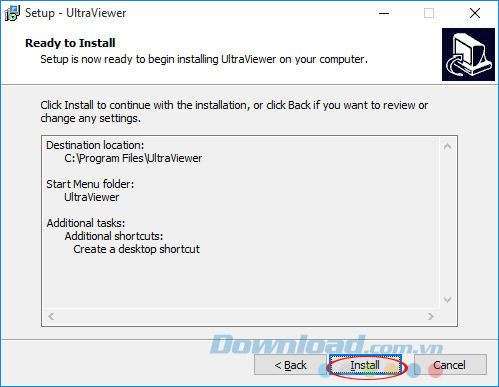 Setup - UltraViewer
Ready to Install
Setup is now ready to begin installing UltraViewer on your computer.
Click Install to continue with the installation, or click Back if you want to review or
change any settings.
Destination location:
C:\Program Files\UltraViewer
Start Menu folder:
UltraViewer
Additional tasks:
Additional shortcuts:
Create a desktop shortcut
Download.com.vn
< Back Install Cancel